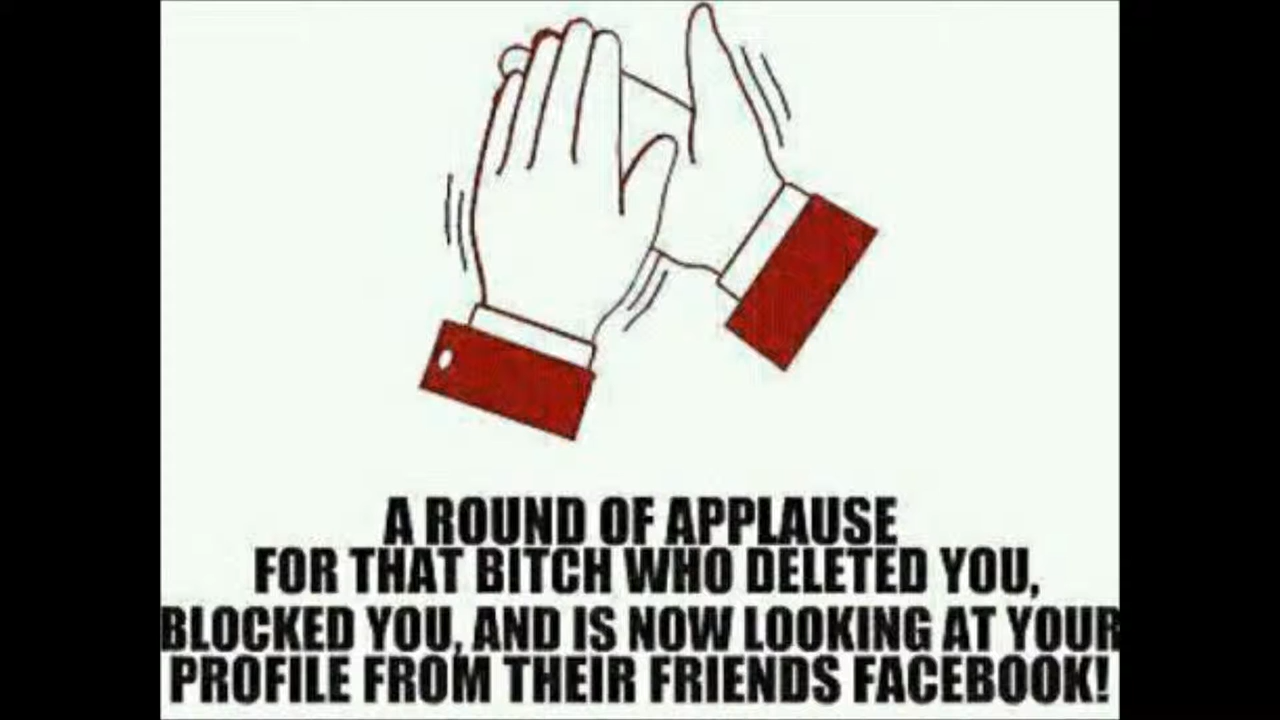 A ROUND OF APPLAUSE
FOR THAT BITCH WHO DELETED YOU,
BLOCKED YOU, AND IS NOW LOOKING AT YOUR
PROFILE FROM THEIR FRIENDS FACEBOOK!